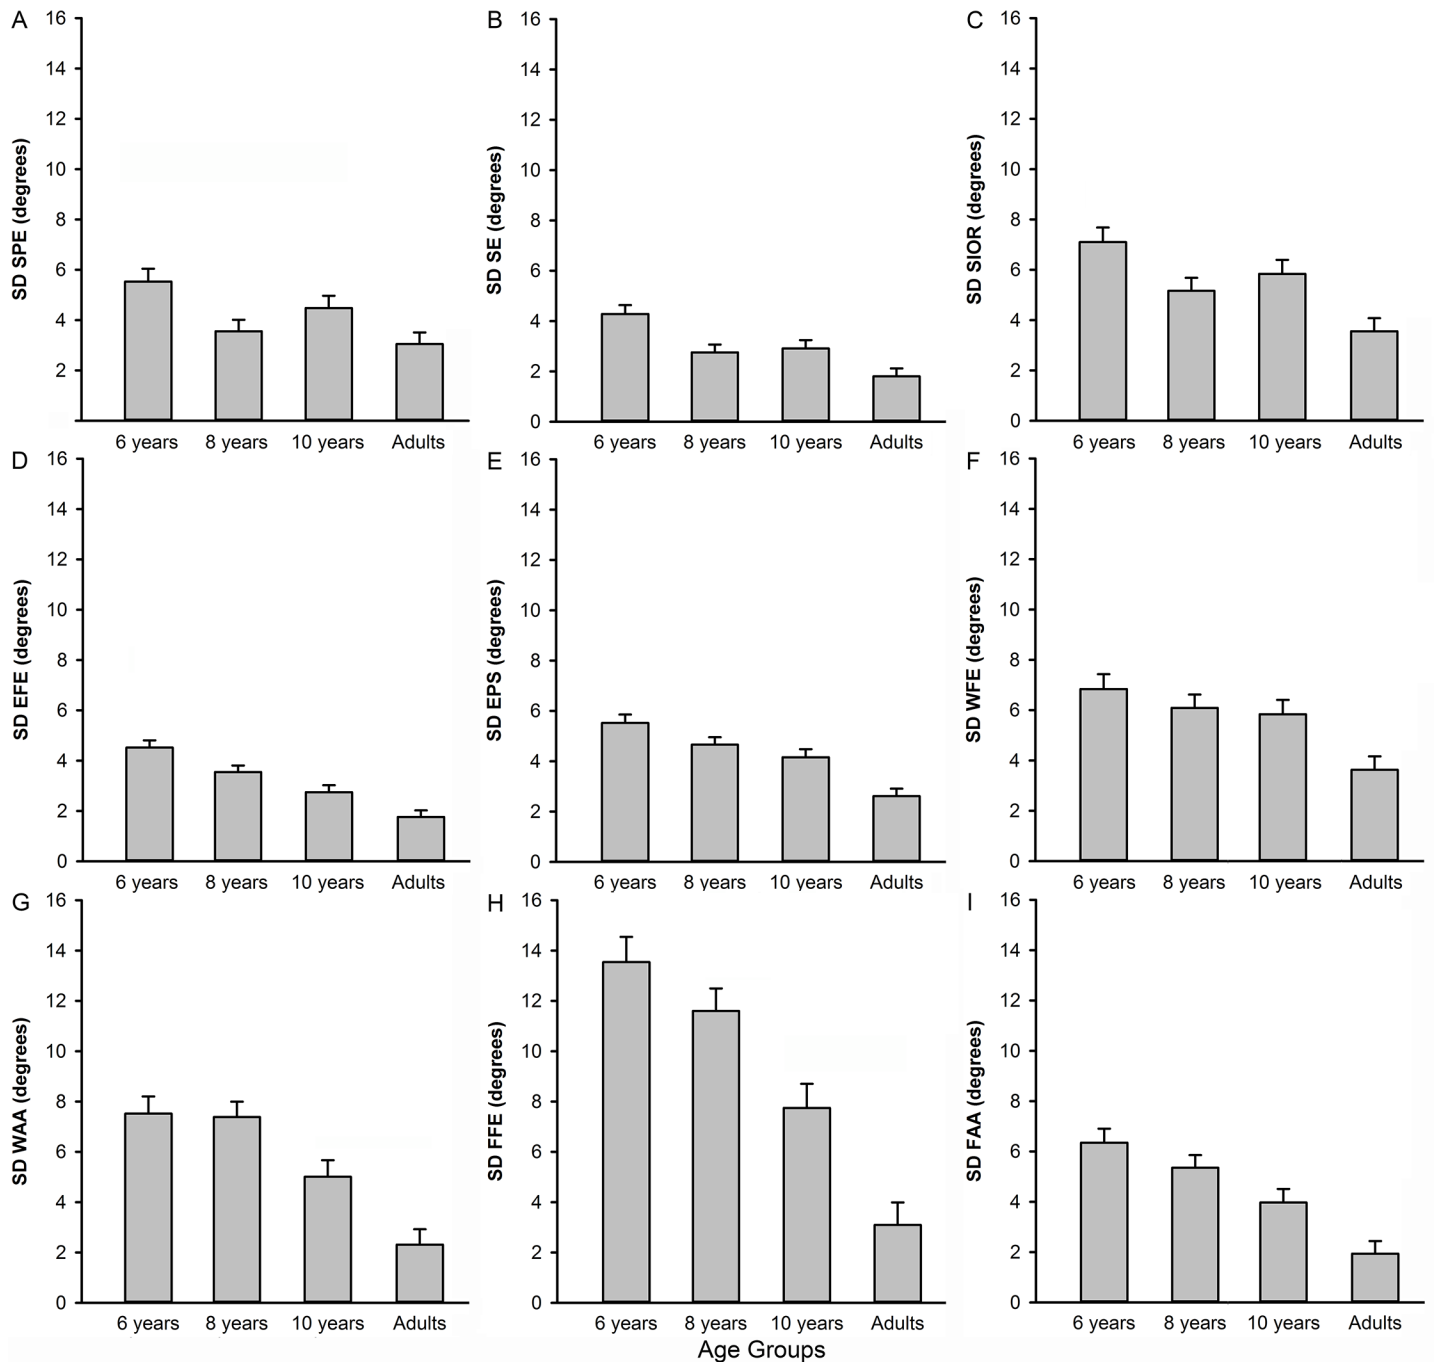 A
SD SPE (degrees)
16
14
12
10
8
6
4
2
6 years 8 years 10 years Adults
B
SD SE (degrees)
16
14
12
10
8
6
4
2
0
6 years 8 years 10 years Adults
C
SD SIOR (degrees)
16
14
12
10
8
6
4
2
0
6 years 8 years 10 years Adults
D
SD EFE (degrees)
16
14
12
10
8
6
4
2
0
6 years 8 years 10 years Adults
E
SD EPS (degrees)
16
14
12
10
8
6
4
2
0
6 years 8 years 10 years Adults
F
SD WFE (degrees)
16
14
12
10
8
6
4
2
0
6 years 8 years 10 years Adults
G
SD WAA (degrees)
16
14
12
10
8
6
4
2
0
6 years 8 years 10 years Adults
H
SD FFE (degrees)
16
14
12
10
8
6
4
2
0
6 years 8 years 10 years Adults
I
SD FAA (degrees)
16
14
12
10
8
6
4
2
0
6 years 8 years 10 years Adults
Age Groups